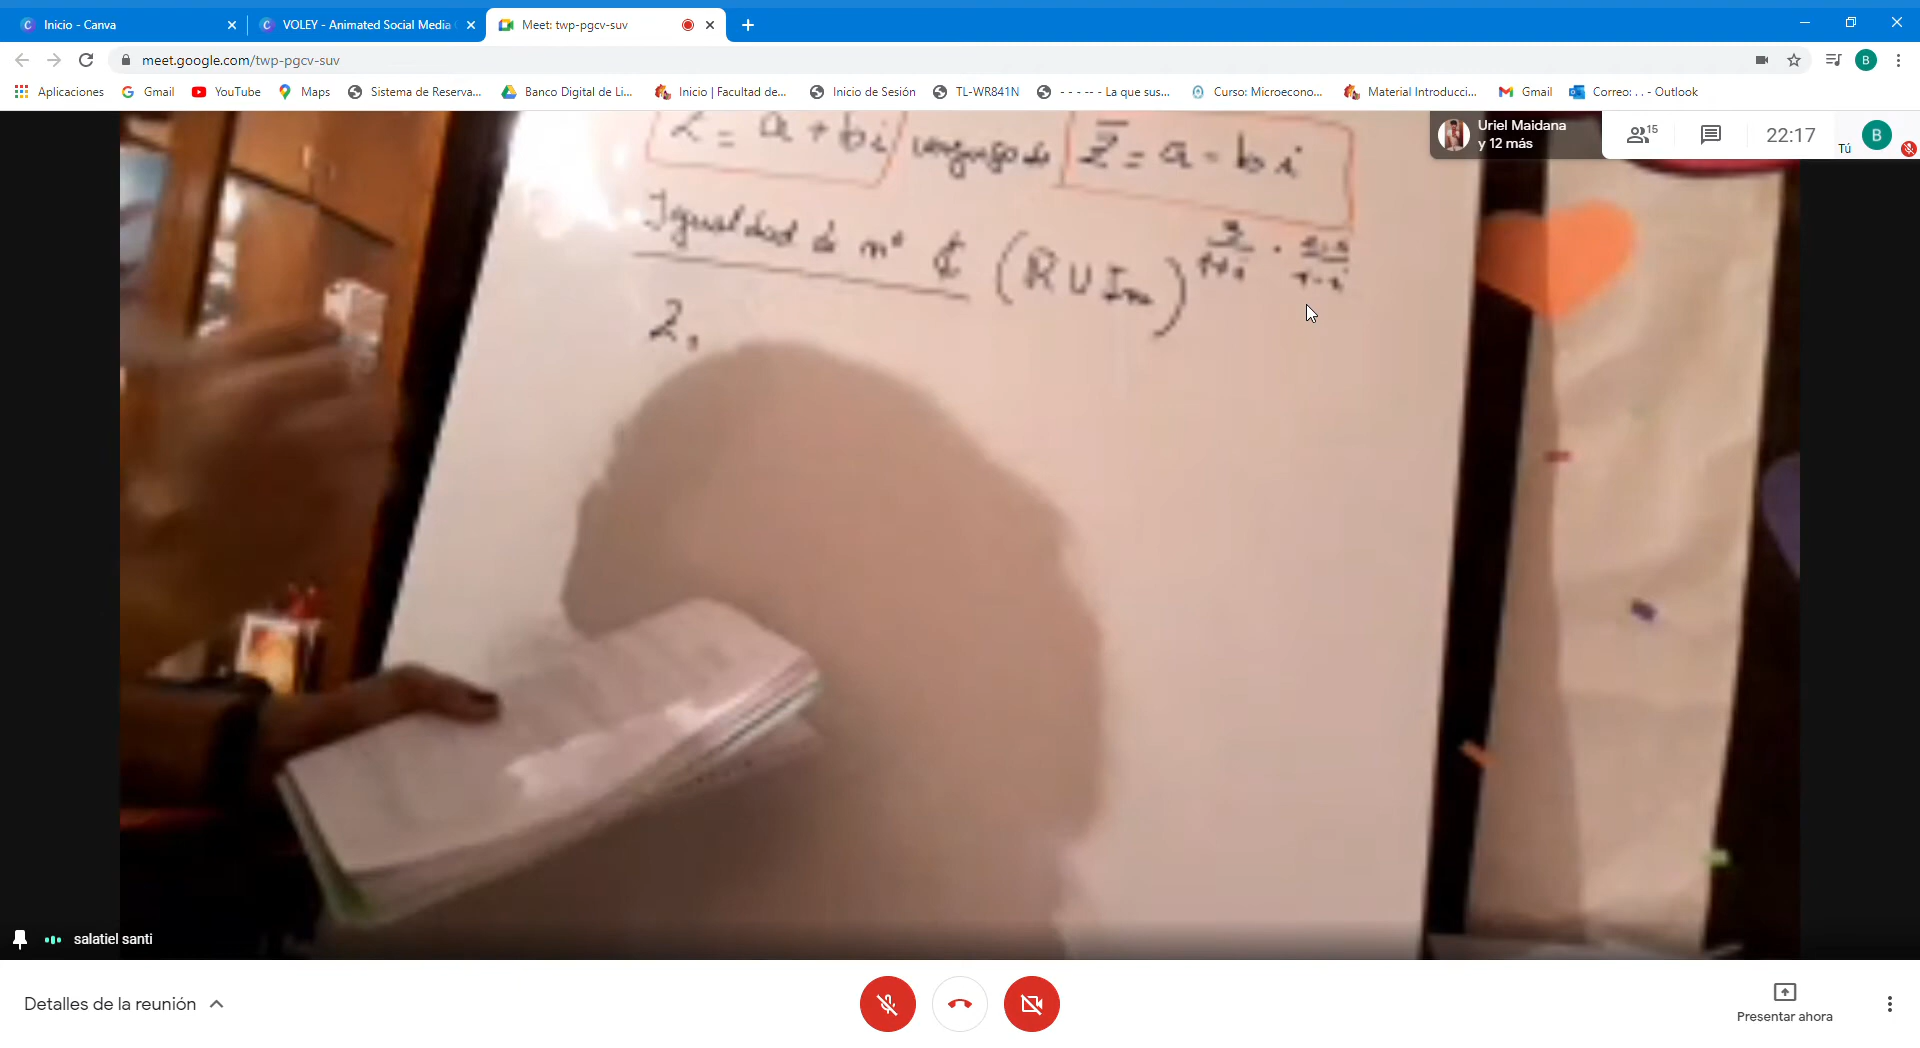 Inicio - Canva
VOLEY - Animated Social Media
Meet: twp-pgcv-suv
meet.google.com/twp-pgcv-suv
B
Aplicaciones
Gmail
YouTube
Maps
Sistema de Reserva...
Banco Digital de Li...
Inicio | Facultad de...
Inicio de Sesión
TL-WR841N
- - - -- - La que sus...
Curso: Microecono...
Material Introducci...
Gmail
Correo: . . - Outlook
Uriel Maidana
y 12 más
15
22:17
Tú
B
Z = a + bi conjugado Z̅ = a - bi
Igualdad de nº ₵ (R U Im)
2.
salatiel santi
Detalles de la reunión
Presentar ahora